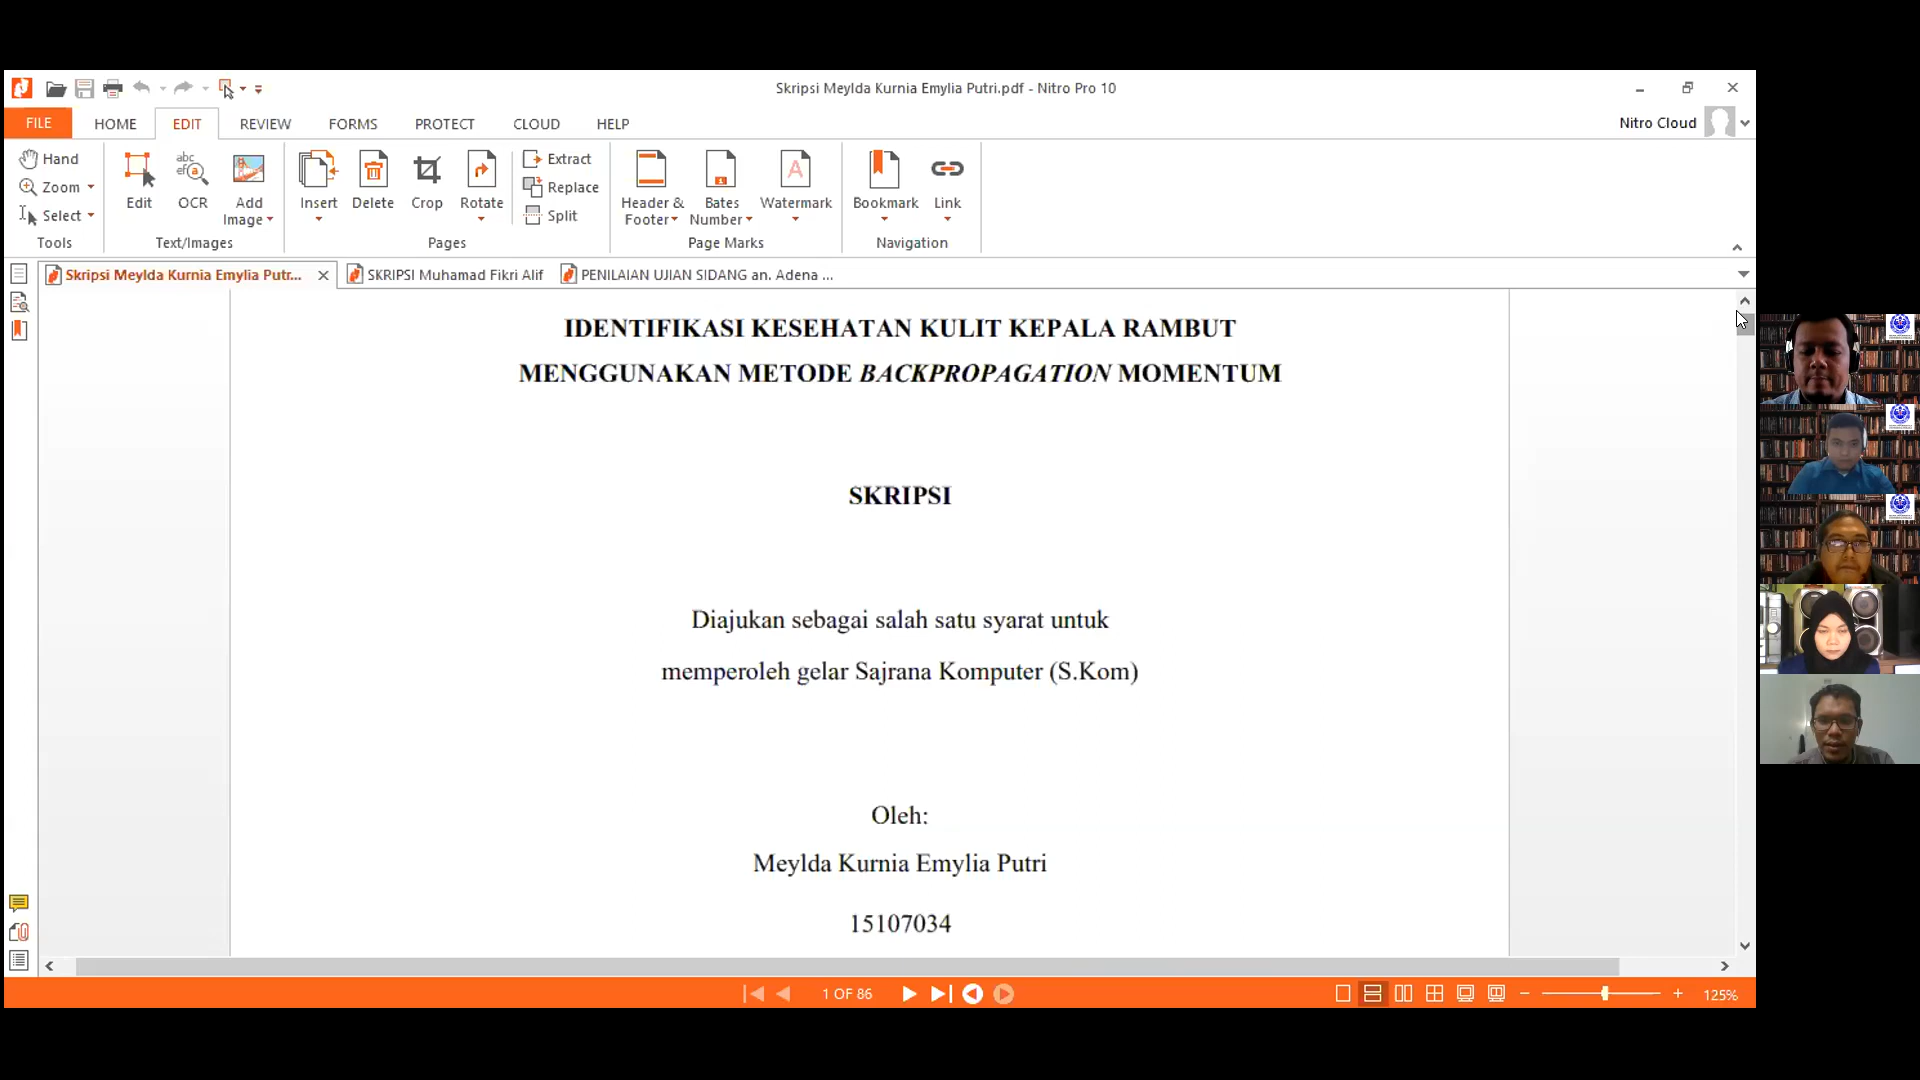 Skripsi Meylda Kurnia Emylia Putri.pdf - Nitro Pro 10
FILE HOME EDIT REVIEW FORMS PROTECT CLOUD HELP
Nitro Cloud
Hand
Zoom
Select
Tools
Edit
OCR
Add Image
Text/Images
Insert
Delete
Crop
Rotate
Extract
Replace
Split
Pages
Header & Footer
Bates Number
Watermark
Page Marks
Bookmark
Link
Navigation
Skripsi Meylda Kurnia Emylia Putr...
SKRIPSI Muhamad Fikri Alif
PENILAIAN UJIAN SIDANG an. Adena ...
IDENTIFIKASI KESEHATAN KULIT KEPALA RAMBUT
MENGGUNAKAN METODE BACKPROPAGATION MOMENTUM
SKRIPSI
Diajukan sebagai salah satu syarat untuk
memperoleh gelar Sajrana Komputer (S.Kom)
Oleh:
Meylda Kurnia Emylia Putri
15107034
1 OF 86
125%